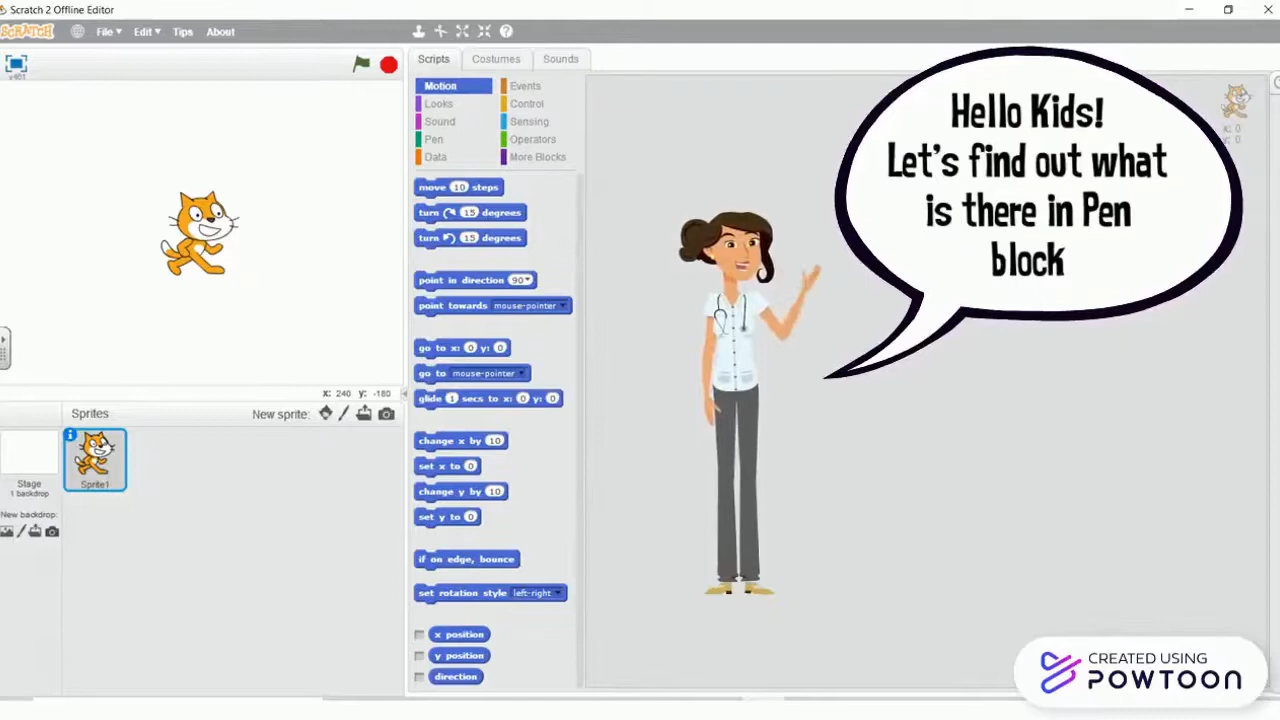 Scratch 2 Offline Editor
SCRATCH
File Edit Tips About
v461
Scripts Costumes Sounds
Motion Events
Looks Control
Sound Sensing
Pen Operators
Data More Blocks
move 10 steps
turn 15 degrees
turn 15 degrees
point in direction 90
point towards mouse-pointer
go to x: 0 y: 0
go to mouse-pointer
glide 1 secs to x: 0 y: 0
change x by 10
set x to 0
change y by 10
set y to 0
if on edge, bounce
set rotation style left-right
x position
y position
direction
x: 240 y: -180
Sprites New sprite:
Stage
1 backdrop
New backdrop:
Sprite1
Hello Kids!
Let's find out what
is there in Pen
block
x: 0
y: 0
CREATED USING
POWTOON